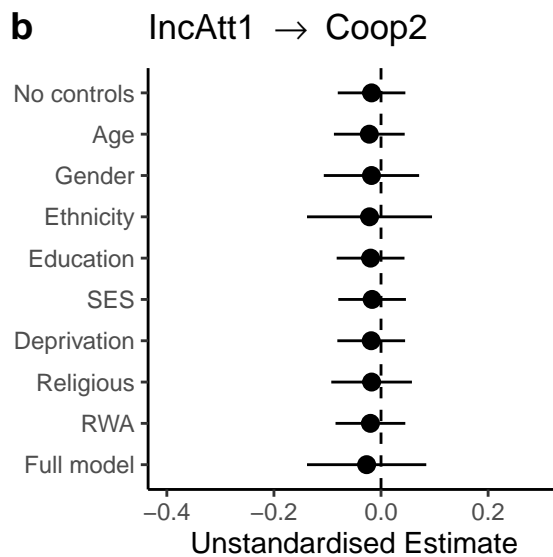 b IncAtt1 → Coop2
No controls
Age
Gender
Ethnicity
Education
SES
Deprivation
Religious
RWA
Full model
−0.4 −0.2 0.0 0.2
Unstandardised Estimate